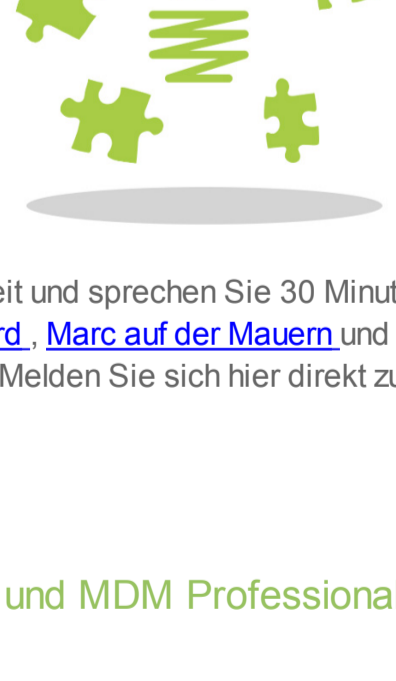 eit und sprechen Sie 30 Minut
rd , Marc auf der Mauern und
Melden Sie sich hier direkt zu
und MDM Professiona